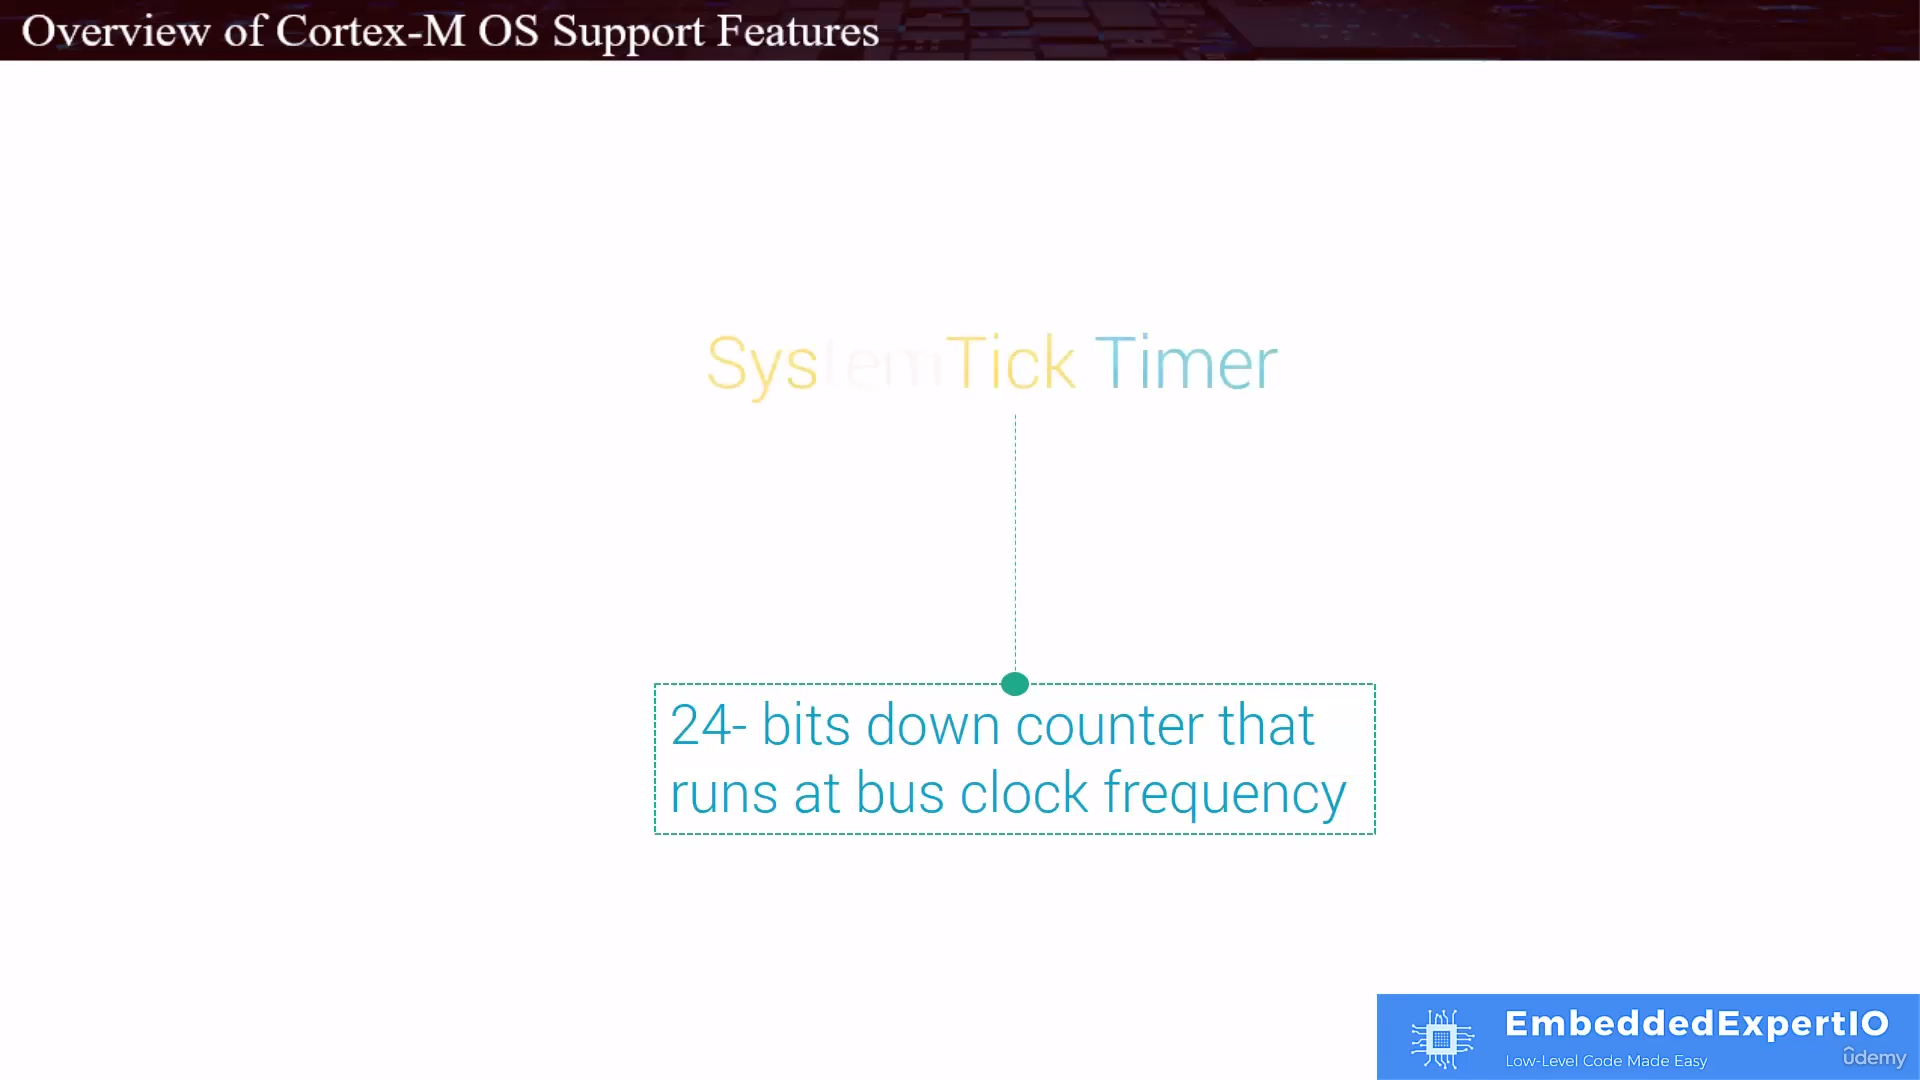 Overview of Cortex-M OS Support Features
SystemTick Timer
24- bits down counter that
runs at bus clock frequency
EmbeddedExpertIO
Low-Level Code Made Easy
ûdemy